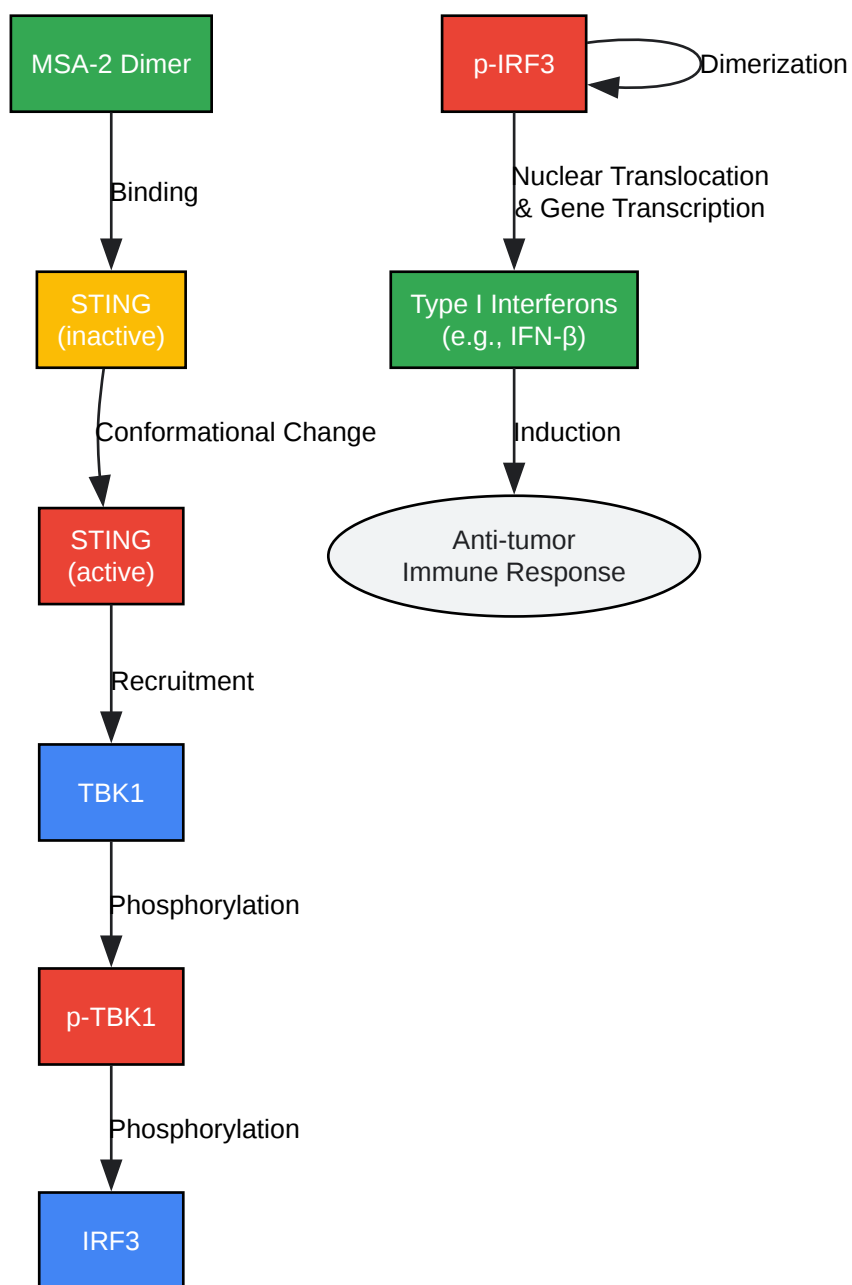 MSA-2 Dimer
Binding
STING
(inactive)
Conformational Change
STING
(active)
Recruitment
TBK1
Phosphorylation
p-TBK1
Phosphorylation
IRF3
p-IRF3
Dimerization
Nuclear Translocation
& Gene Transcription
Type I Interferons
(e.g., IFN-β)
Induction
Anti-tumor
Immune Response